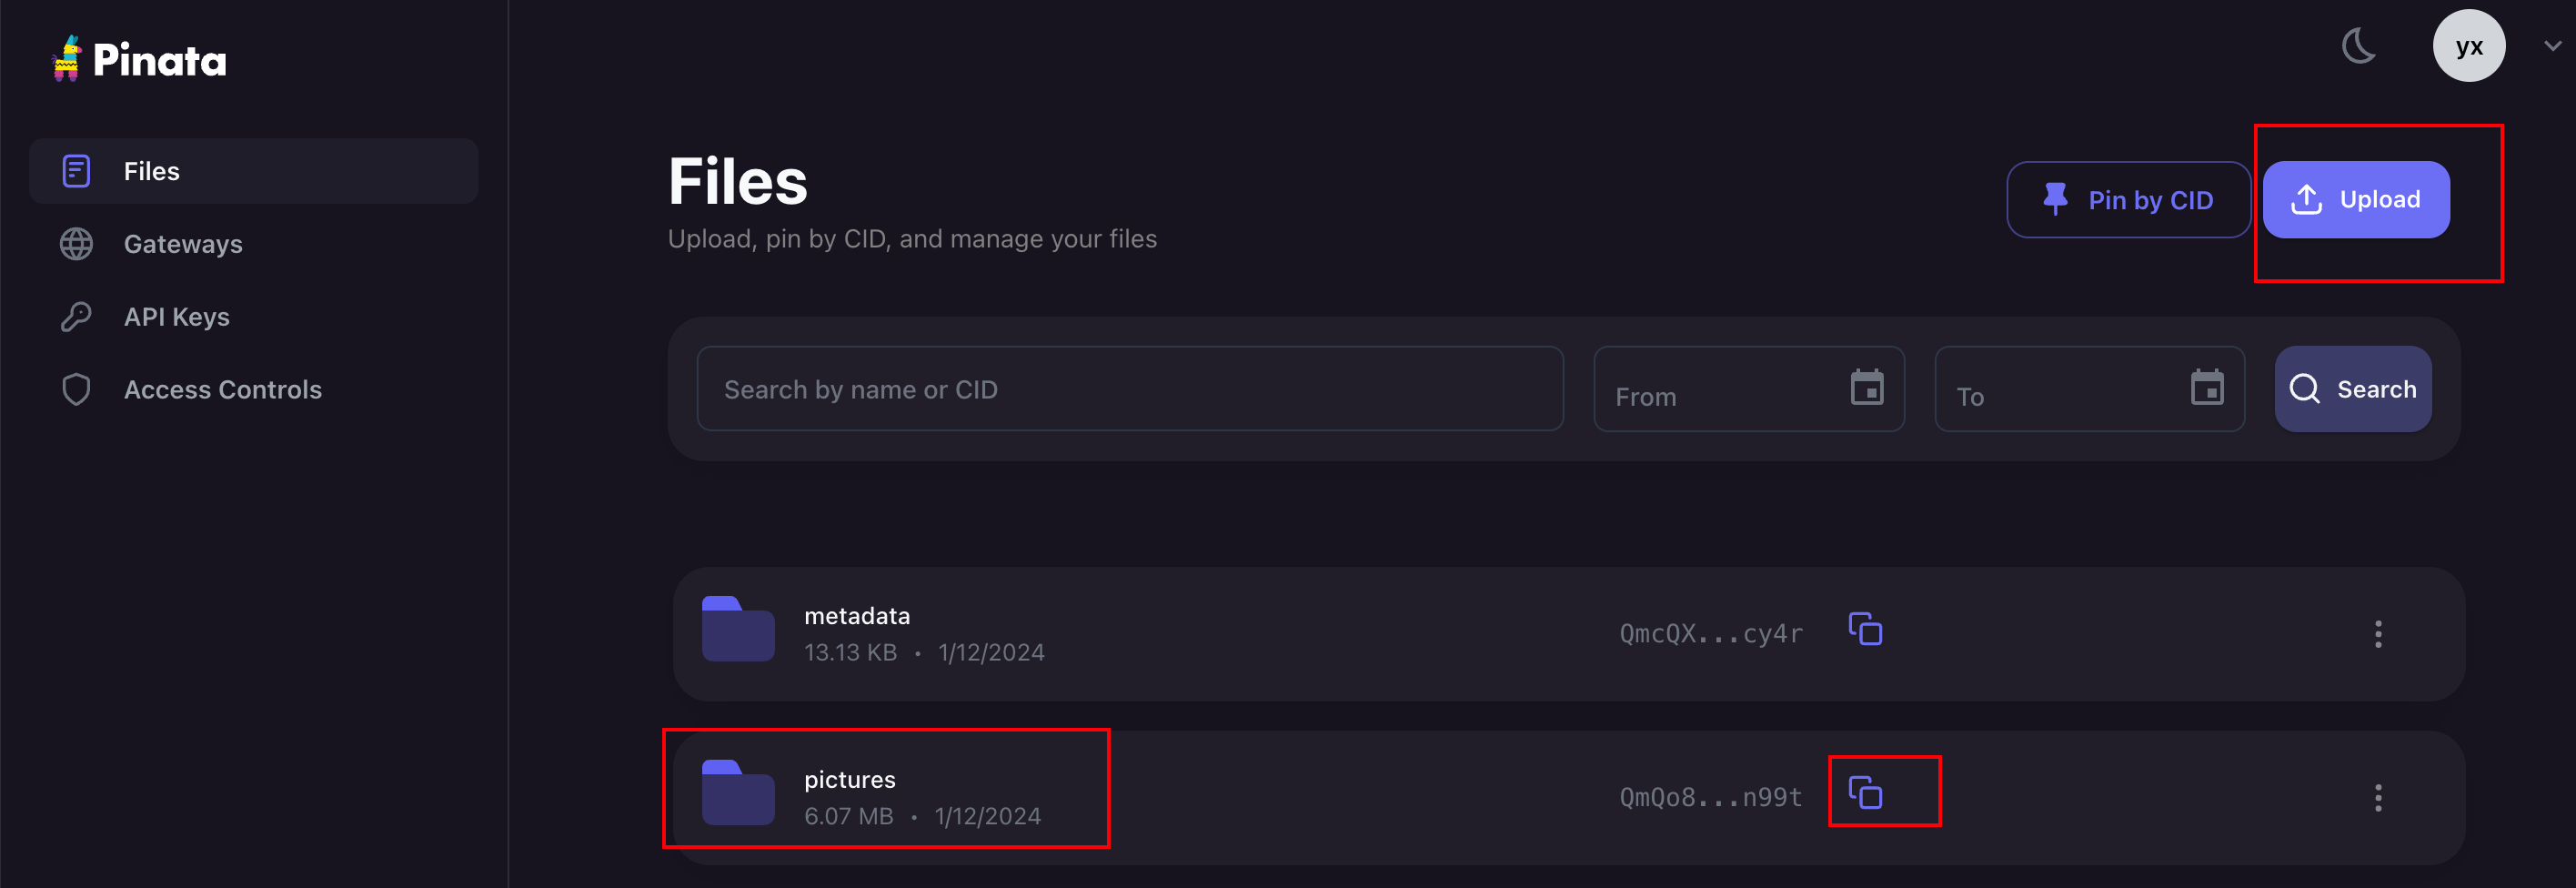 Pinata
yx
Files
Gateways
API Keys
Access Controls
Files
Upload, pin by CID, and manage your files
Pin by CID
Upload
Search by name or CID
From
To
Search
metadata
13.13 KB • 1/12/2024
QmcQX...cy4r
pictures
6.07 MB • 1/12/2024
QmQo8...n99t